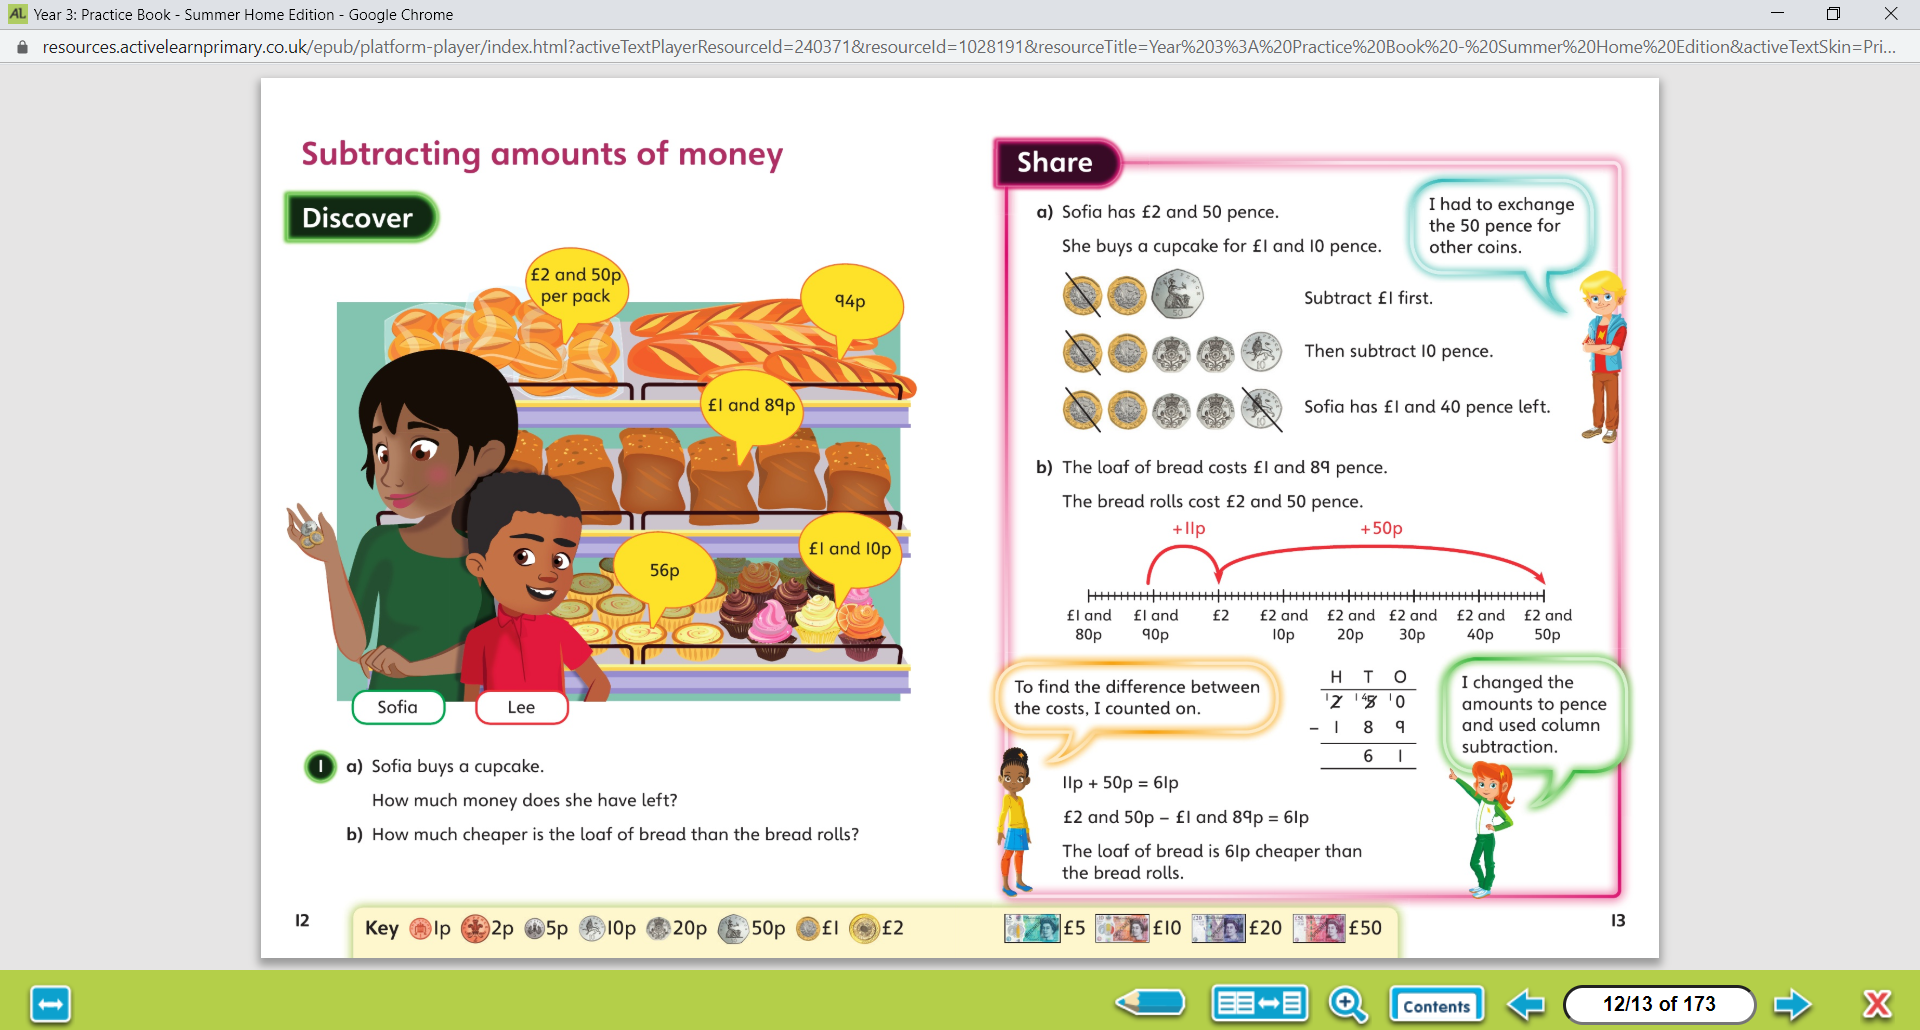 Year 3: Practice Book - Summer Home Edition - Google Chrome
resources.activelearnprimary.co.uk/epub/platform-player/index.html?activeTextPlayerResourceId=240371&resourceId=1028191&resourceTitle=Year%203%3A%20Practice%20Book%20-%20Summer%20Home%20Edition&activeTextSkin=Pri...
Subtracting amounts of money
Discover
£2 and 50p
per pack
94p
£1 and 89p
£1 and 10p
56p
Sofia
Lee
1 a) Sofia buys a cupcake.
How much money does she have left?
b) How much cheaper is the loaf of bread than the bread rolls?
12
Share
a) Sofia has £2 and 50 pence.
She buys a cupcake for £1 and 10 pence.
I had to exchange
the 50 pence for
other coins.
50
Subtract £1 first.
10
Then subtract 10 pence.
10
Sofia has £1 and 40 pence left.
b) The loaf of bread costs £1 and 89 pence.
The bread rolls cost £2 and 50 pence.
+11p +50p
£1 and £1 and £2 £2 and £2 and £2 and £2 and £2 and
80p 90p 10p 20p 30p 40p 50p
To find the difference between
the costs, I counted on.
H T O
1 2 1 4 5 1 0
- 1 8 9
6 1
I changed the
amounts to pence
and used column
subtraction.
11p + 50p = 61p
£2 and 50p – £1 and 89p = 61p
The loaf of bread is 61p cheaper than
the bread rolls.
Key 1p 2p 5p 10p 20p 50p £1 £2 £5 £10 £20 £50
13
Contents
12/13 of 173